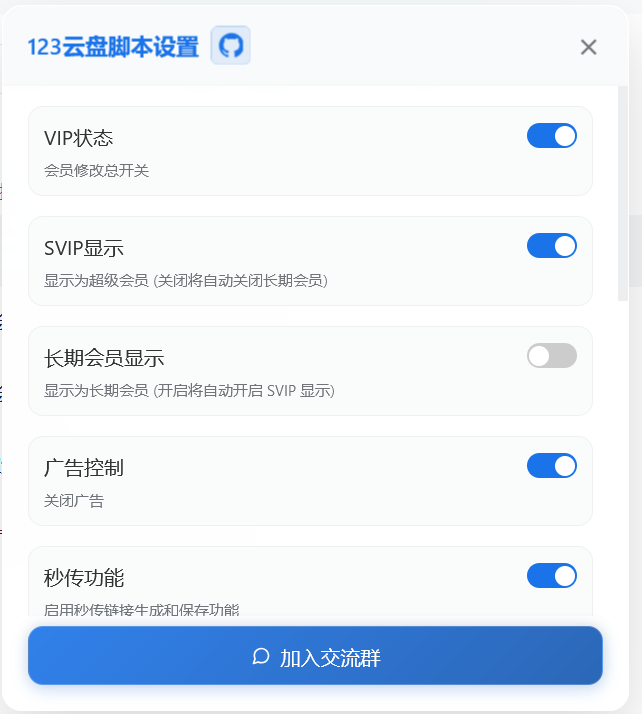 123云盘脚本设置
VIP状态
会员修改总开关
SVIP显示
显示为超级会员 (关闭将自动关闭长期会员)
长期会员显示
显示为长期会员 (开启将自动开启 SVIP 显示)
广告控制
关闭广告
秒传功能
启用秒传链接生成和保存功能
加入交流群